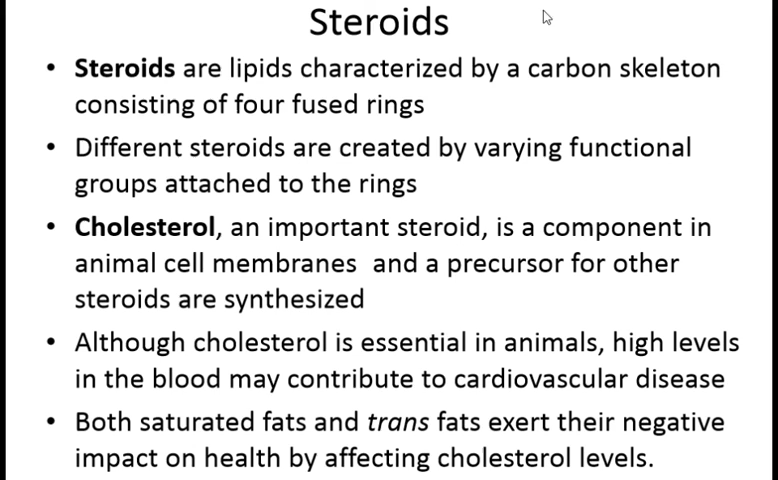 Steroids
• Steroids are lipids characterized by a carbon skeleton
consisting of four fused rings
• Different steroids are created by varying functional
groups attached to the rings
• Cholesterol, an important steroid, is a component in
animal cell membranes  and a precursor for other
steroids are synthesized
• Although cholesterol is essential in animals, high levels
in the blood may contribute to cardiovascular disease
• Both saturated fats and trans fats exert their negative
impact on health by affecting cholesterol levels.